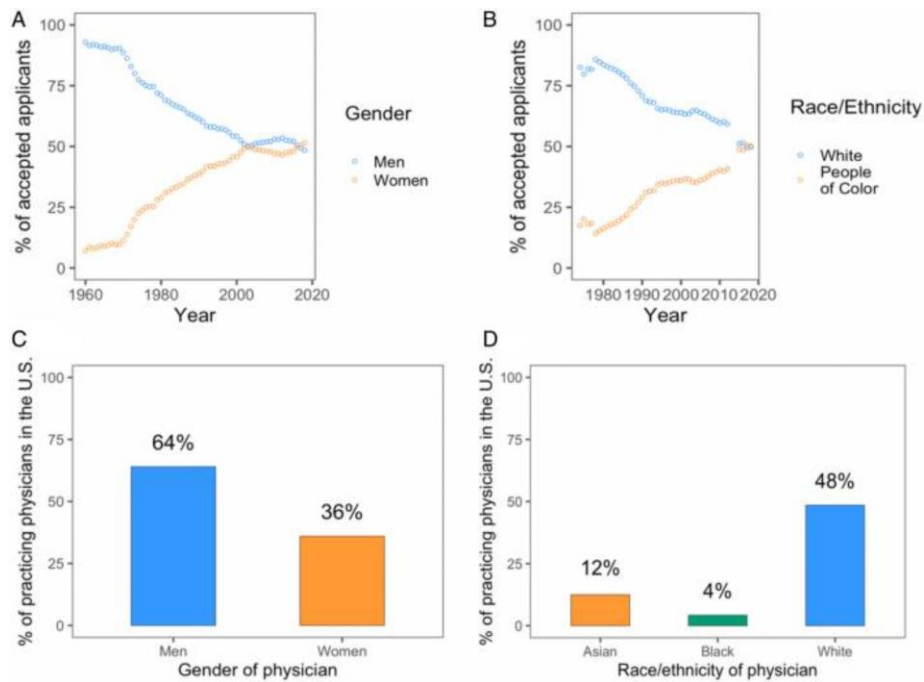 A
% of accepted applicants
100
75
50
25
0
1960
1980
2000
2020
Year
Gender
Men
Women
B
% of accepted applicants
100
75
50
25
0
1980
1990
2000
2010
2020
Year
Race/Ethnicity
White
People
of Color
C
% of practicing physicians in the U.S.
100
75
50
25
0
64%
36%
Men
Women
Gender of physician
D
% of practicing physicians in the U.S.
100
75
50
25
0
12%
4%
48%
Asian
Black
White
Race/ethnicity of physician